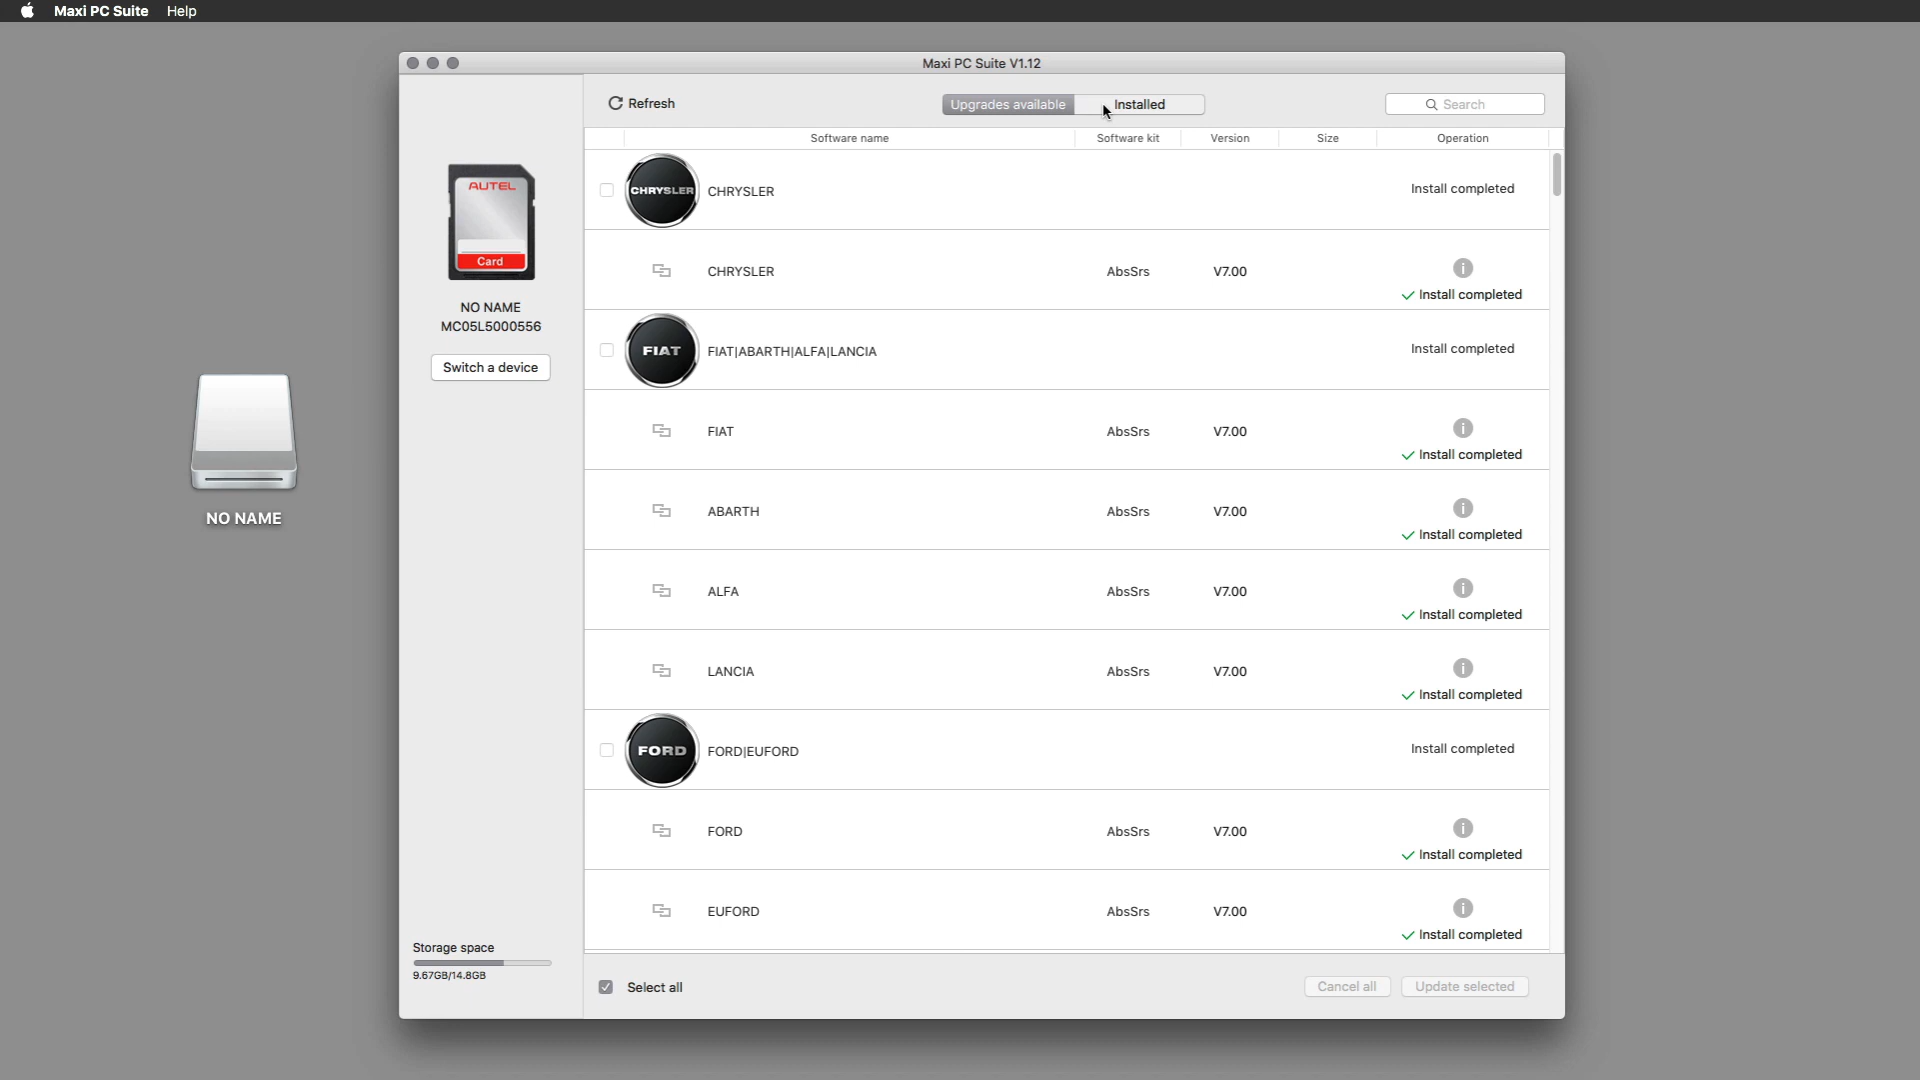 Maxi PC Suite Help
Maxi PC Suite V1.12
Refresh
Upgrades available Installed
Search
Software name Software kit Version Size Operation
AUTEL
Card
NO NAME
MC05L5000556
Switch a device
CHRYSLER CHRYSLER Install completed
CHRYSLER AbsSrs V7.00
Install completed
FIAT FIAT|ABARTH|ALFA|LANCIA Install completed
FIAT AbsSrs V7.00
Install completed
ABARTH AbsSrs V7.00
Install completed
ALFA AbsSrs V7.00
Install completed
LANCIA AbsSrs V7.00
Install completed
FORD FORD|EUFORD Install completed
FORD AbsSrs V7.00
Install completed
EUFORD AbsSrs V7.00
Install completed
NO NAME
Storage space
9.67GB/14.8GB
Select all
Cancel all Update selected